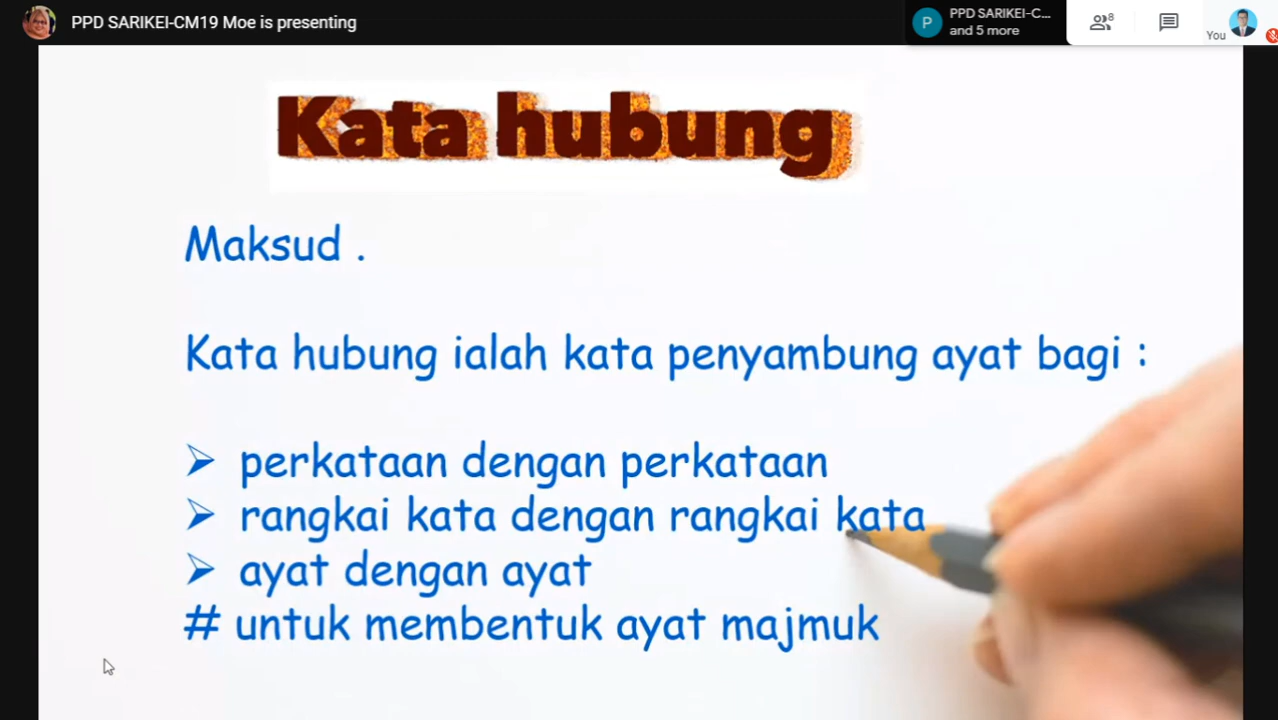 PPD SARIKEI-CM19 Moe is presenting
P
PPD SARIKEI-C...
and 5 more
8
You
Kata hubung
Maksud .
Kata hubung ialah kata penyambung ayat bagi :
➢ perkataan dengan perkataan
➢ rangkai kata dengan rangkai kata
➢ ayat dengan ayat
# untuk membentuk ayat majmuk